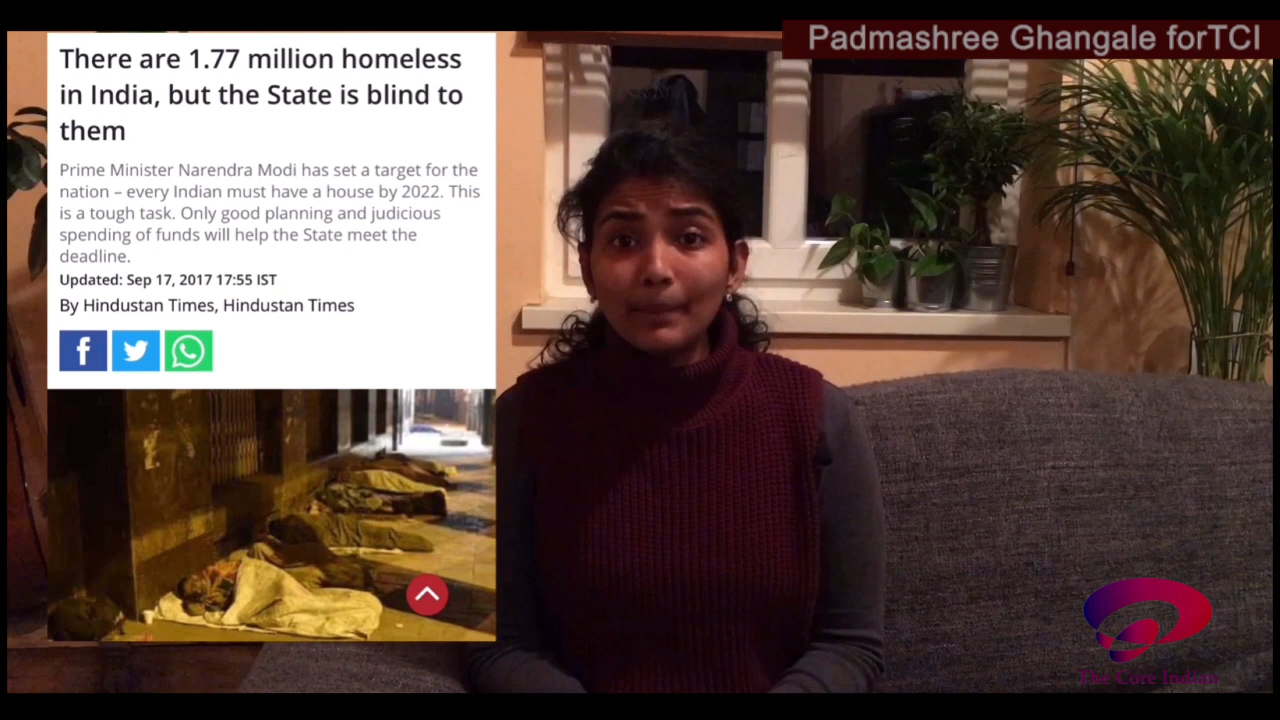 Padmashree Ghangale forTCI
There are 1.77 million homeless
in India, but the State is blind to
them
Prime Minister Narendra Modi has set a target for the
nation – every Indian must have a house by 2022. This
is a tough task. Only good planning and judicious
spending of funds will help the State meet the
deadline.
Updated: Sep 17, 2017 17:55 IST
By Hindustan Times, Hindustan Times
The Core Indian